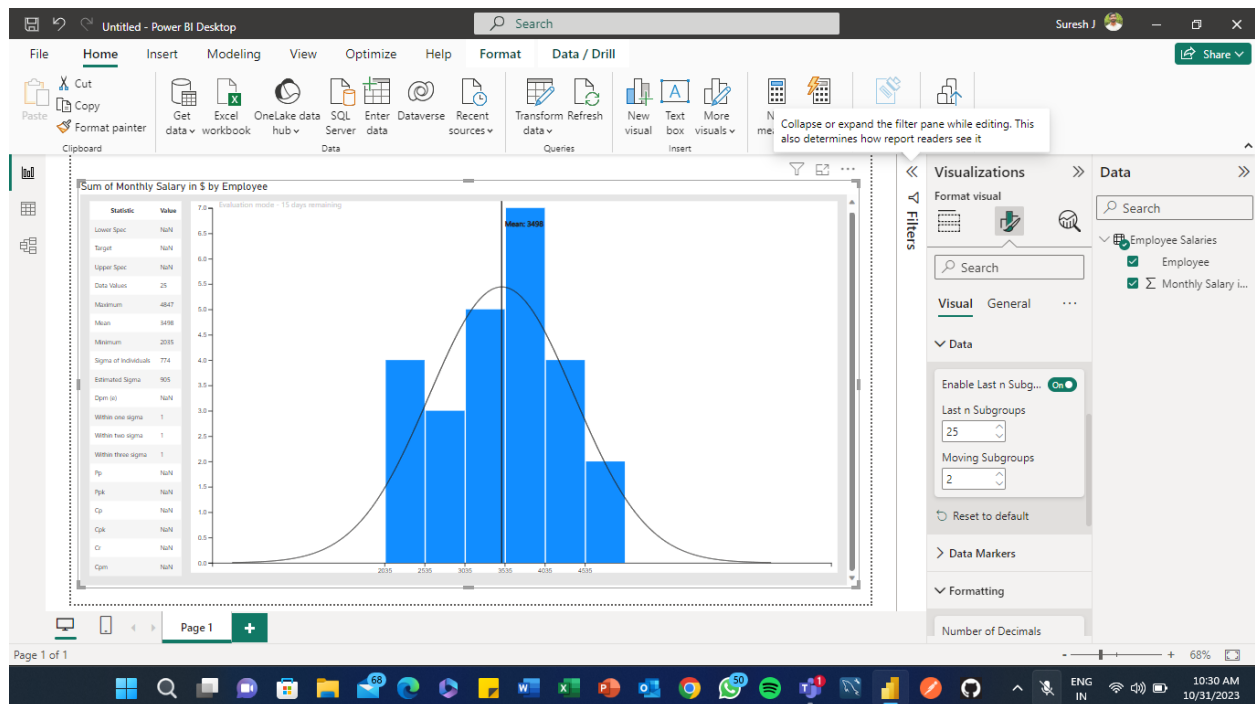 Untitled - Power BI Desktop
Search
Suresh J
File Home Insert Modeling View Optimize Help Format Data / Drill
Share
Paste
Cut
Copy
Format painter
Clipboard
Get data
Excel workbook
OneLake data hub
SQL Server
Enter data
Dataverse
Recent sources
Data
Transform data
Refresh
Queries
New visual
Text box
More visuals
Insert
Collapse or expand the filter pane while editing. This
also determines how report readers see it
Sum of Monthly Salary in $ by Employee
Evaluation mode - 15 days remaining
Statistic Value
Lower Spec NaN
Target NaN
Upper Spec NaN
Data Values 25
Maximum 4847
Mean 3498
Minimum 2035
Sigma of Individuals 774
Estimated Sigma 905
Dpm (e) NaN
Within one sigma 1
Within two sigma 1
Within three sigma 1
Pp NaN
Ppk NaN
Cp NaN
Cpk NaN
Cr NaN
Cpm NaN
7.0
6.5
6.0
5.5
5.0
4.5
4.0
3.5
3.0
2.5
2.0
1.5
1.0
0.5
0.0
Mean: 3498
2035 2535 3035 3535 4035 4535
Filters
Visualizations
Format visual
Search
Visual General
Data
Enable Last n Subg... On
Last n Subgroups
25
Moving Subgroups
2
Reset to default
Data Markers
Formatting
Number of Decimals
Data
Search
Employee Salaries
Employee
Monthly Salary i...
Page 1
Page 1 of 1
68%
68
50
1
ENG
IN
10:30 AM
10/31/2023